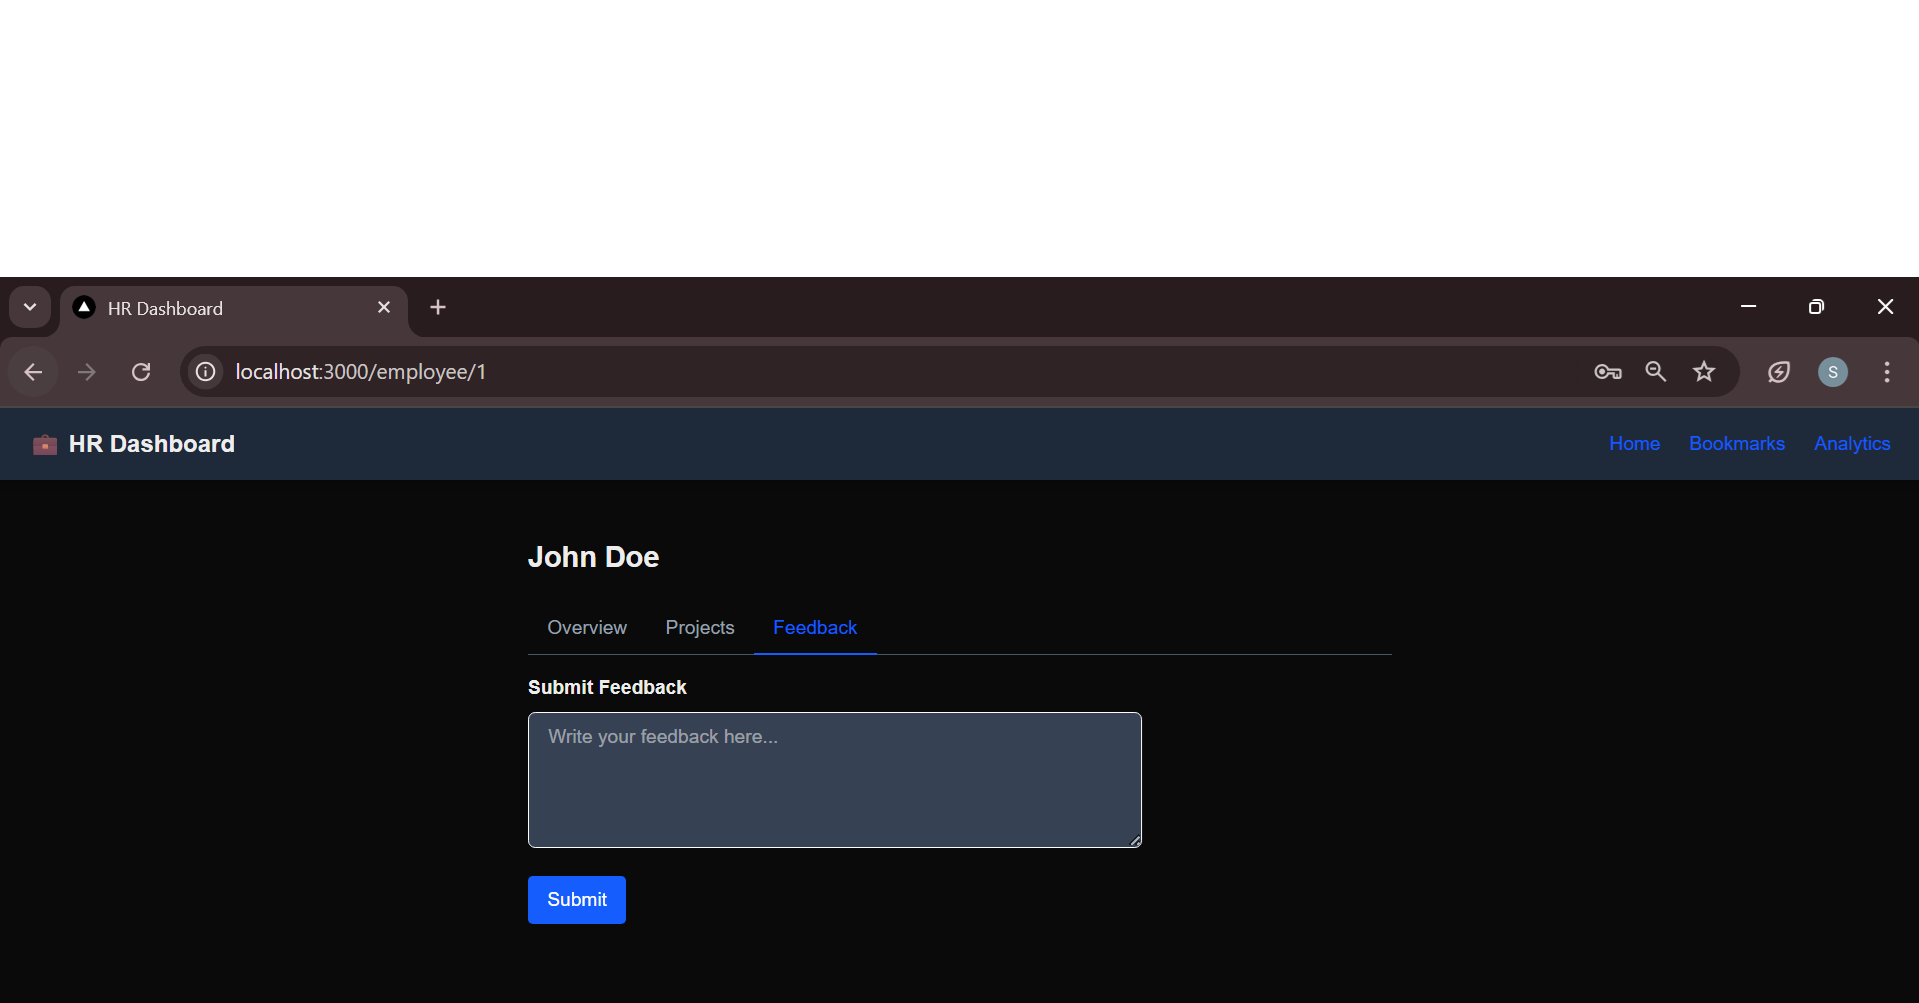 HR Dashboard
localhost:3000/employee/1
S
HR Dashboard
Home Bookmarks Analytics
John Doe
Overview Projects Feedback
Submit Feedback
Write your feedback here...
Submit